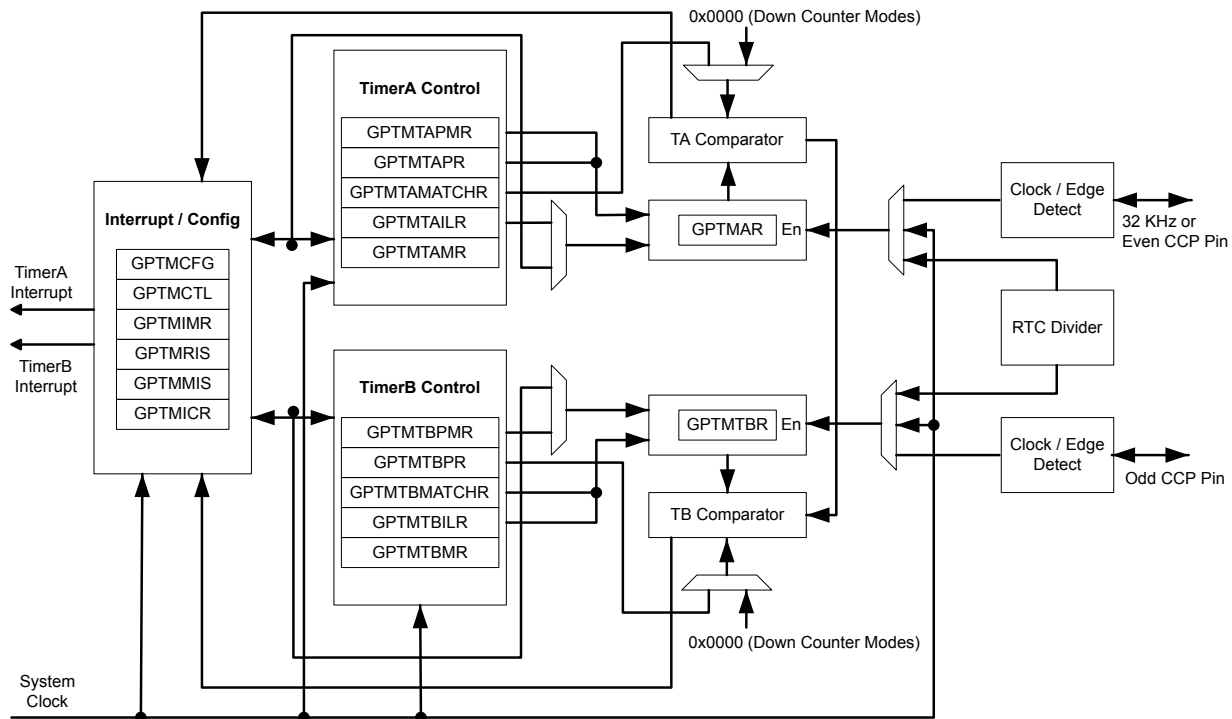 0x0000 (Down Counter Modes)
TimerA Control
GPTMTAPMR
GPTMTAPR
GPTMTAMATCHR
GPTMTAILR
GPTMTAMR
TA Comparator
GPTMAR
En
Clock / Edge
Detect
32 KHz or
Even CCP Pin
Interrupt / Config
GPTMCFG
GPTMCTL
GPTMIMR
GPTMRIS
GPTMMIS
GPTMICR
TimerA
Interrupt
TimerB
Interrupt
RTC Divider
TimerB Control
GPTMTBPMR
GPTMTBPR
GPTMTBMATCHR
GPTMTBILR
GPTMTBMR
GPTMTBR
En
TB Comparator
Clock / Edge
Detect
Odd CCP Pin
0x0000 (Down Counter Modes)
System
Clock